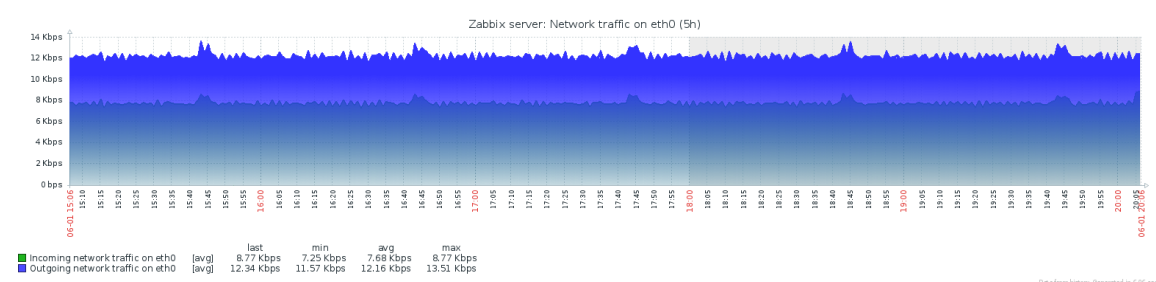 Zabbix server: Network traffic on eth0 (5h)
14 Kbps
12 Kbps
10 Kbps
8 Kbps
6 Kbps
4 Kbps
2 Kbps
0 bps
06-01 15:06 15:10 15:15 15:20 15:25 15:30 15:35 15:40 15:45 15:50 15:55 16:00 16:05 16:10 16:15 16:20 16:25 16:30 16:35 16:40 16:45 16:50 16:55 17:00 17:05 17:10 17:15 17:20 17:25 17:30 17:35 17:40 17:45 17:50 17:55 18:00 18:05 18:10 18:15 18:20 18:25 18:30 18:35 18:40 18:45 18:50 18:55 19:00 19:05 19:10 19:15 19:20 19:25 19:30 19:35 19:40 19:45 19:50 19:55 20:00 20:05 06-01 20:06
last min avg max
Incoming network traffic on eth0 [avg] 8.77 Kbps 7.25 Kbps 7.68 Kbps 8.77 Kbps
Outgoing network traffic on eth0 [avg] 12.34 Kbps 11.57 Kbps 12.16 Kbps 13.51 Kbps